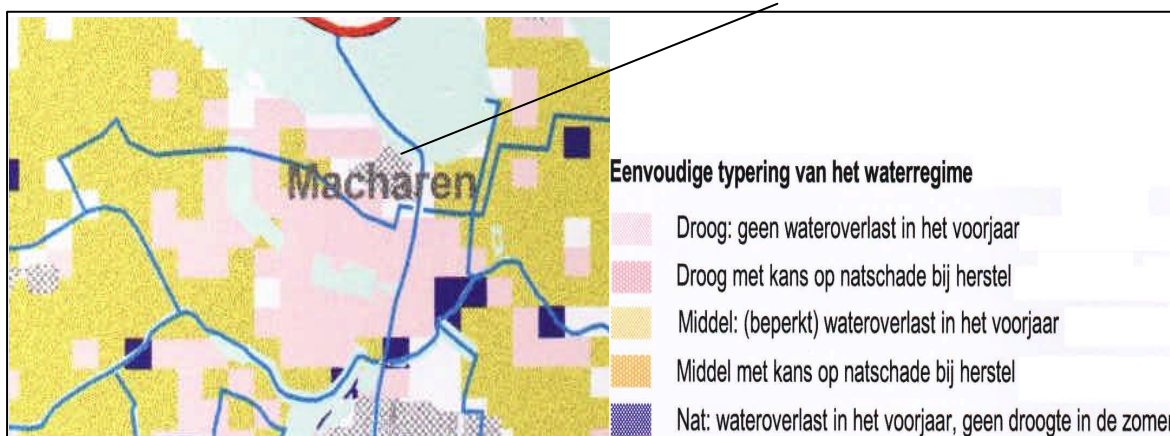 Macharen
Eenvoudige typering van het waterregime
Droog: geen wateroverlast in het voorjaar
Droog met kans op natschade bij herstel
Middel: (beperkt) wateroverlast in het voorjaar
Middel met kans op natschade bij herstel
Nat: wateroverlast in het voorjaar, geen droogte in de zomer